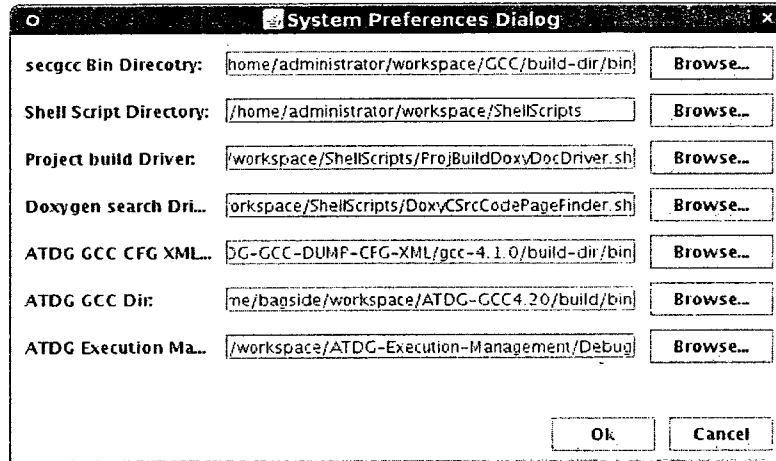 System Preferences Dialog
secgcc Bin Direcotry: home/administrator/workspace/GCC/build-dir/bin Browse...
Shell Script Directory: /home/administrator/workspace/ShellScripts Browse...
Project build Driver: /workspace/ShellScripts/ProjBuildDoxyDocDriver.sh Browse...
Doxygen search Dri... orkspace/ShellScripts/DoxyCSrcCodePageFinder.sh Browse...
ATDG GCC CFG XML... DG-GCC-DUMP-CFG-XML/gcc-4.1.0/build-dir/bin Browse...
ATDG GCC Dir: me/bagside/workspace/ATDG-GCC4.20/build/bin Browse...
ATDG Execution Ma... /workspace/ATDG-Execution-Management/Debug Browse...
Ok Cancel